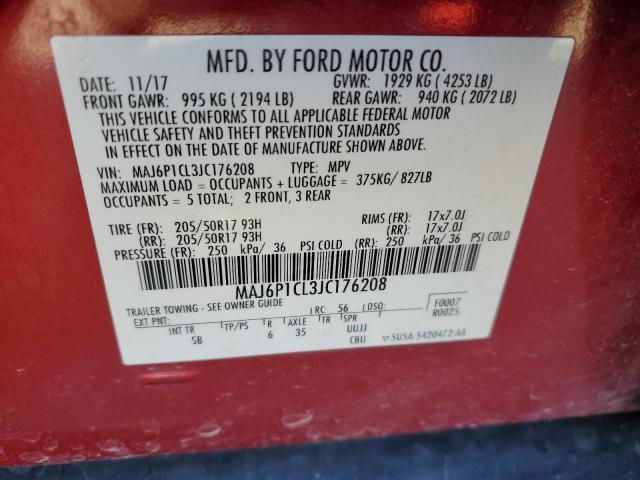 MFD. BY FORD MOTOR CO.
DATE: 11/17 GVWR: 1929 KG ( 4253 LB)
FRONT GAWR: 995 KG ( 2194 LB) REAR GAWR: 940 KG ( 2072 LB)
THIS VEHICLE CONFORMS TO ALL APPLICABLE FEDERAL MOTOR
VEHICLE SAFETY AND THEFT PREVENTION STANDARDS
IN EFFECT ON THE DATE OF MANUFACTURE SHOWN ABOVE.
VIN: MAJ6P1CL3JC176208 TYPE: MPV
MAXIMUM LOAD = OCCUPANTS + LUGGAGE = 375KG/ 827LB
OCCUPANTS = 5 TOTAL; 2 FRONT, 3 REAR
TIRE (FR): 205/50R17 93H RIMS (FR): 17x7.0J
(RR): 205/50R17 93H (RR): 17x7.0J
PRESSURE (FR): 250 kPa/ 36 PSI COLD (RR): 250 kPa/ 36 PSI COLD
MAJ6P1CL3JC176208
TRAILER TOWING - SEE OWNER GUIDE
EXT PNT: RC: 56 DSO: F0007
R0025
INT TR TP/PS R AXLE TR SPR UUJJ
SB 6 35 CBU 5U5A-5420472-AA